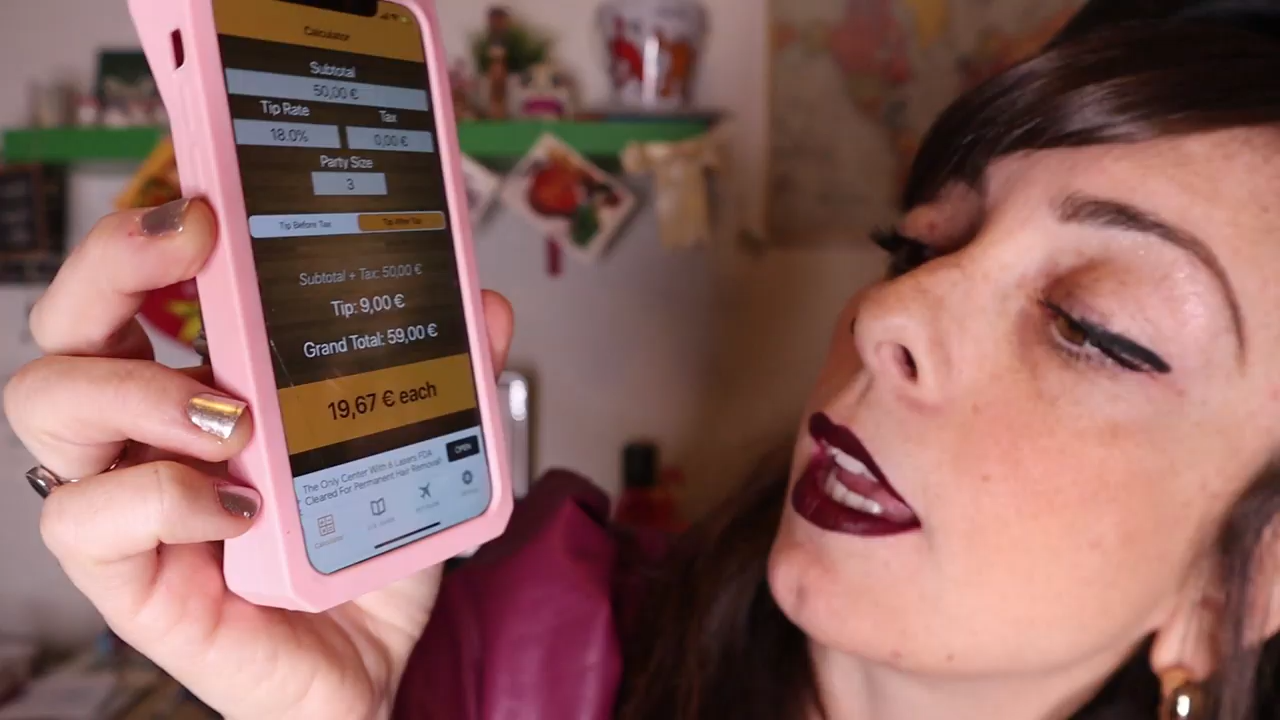 Calculator
Subtotal
50,00 €
Tip Rate Tax
18.0% 0,00 €
Party Size
3
Tip Before Tax Tip After Tax
Subtotal + Tax: 50,00 €
Tip: 9,00 €
Grand Total: 59,00 €
19,67 € each
The Only Center With 6 Lasers FDA
Cleared For Permanent Hair Removal
OPEN
Calculator